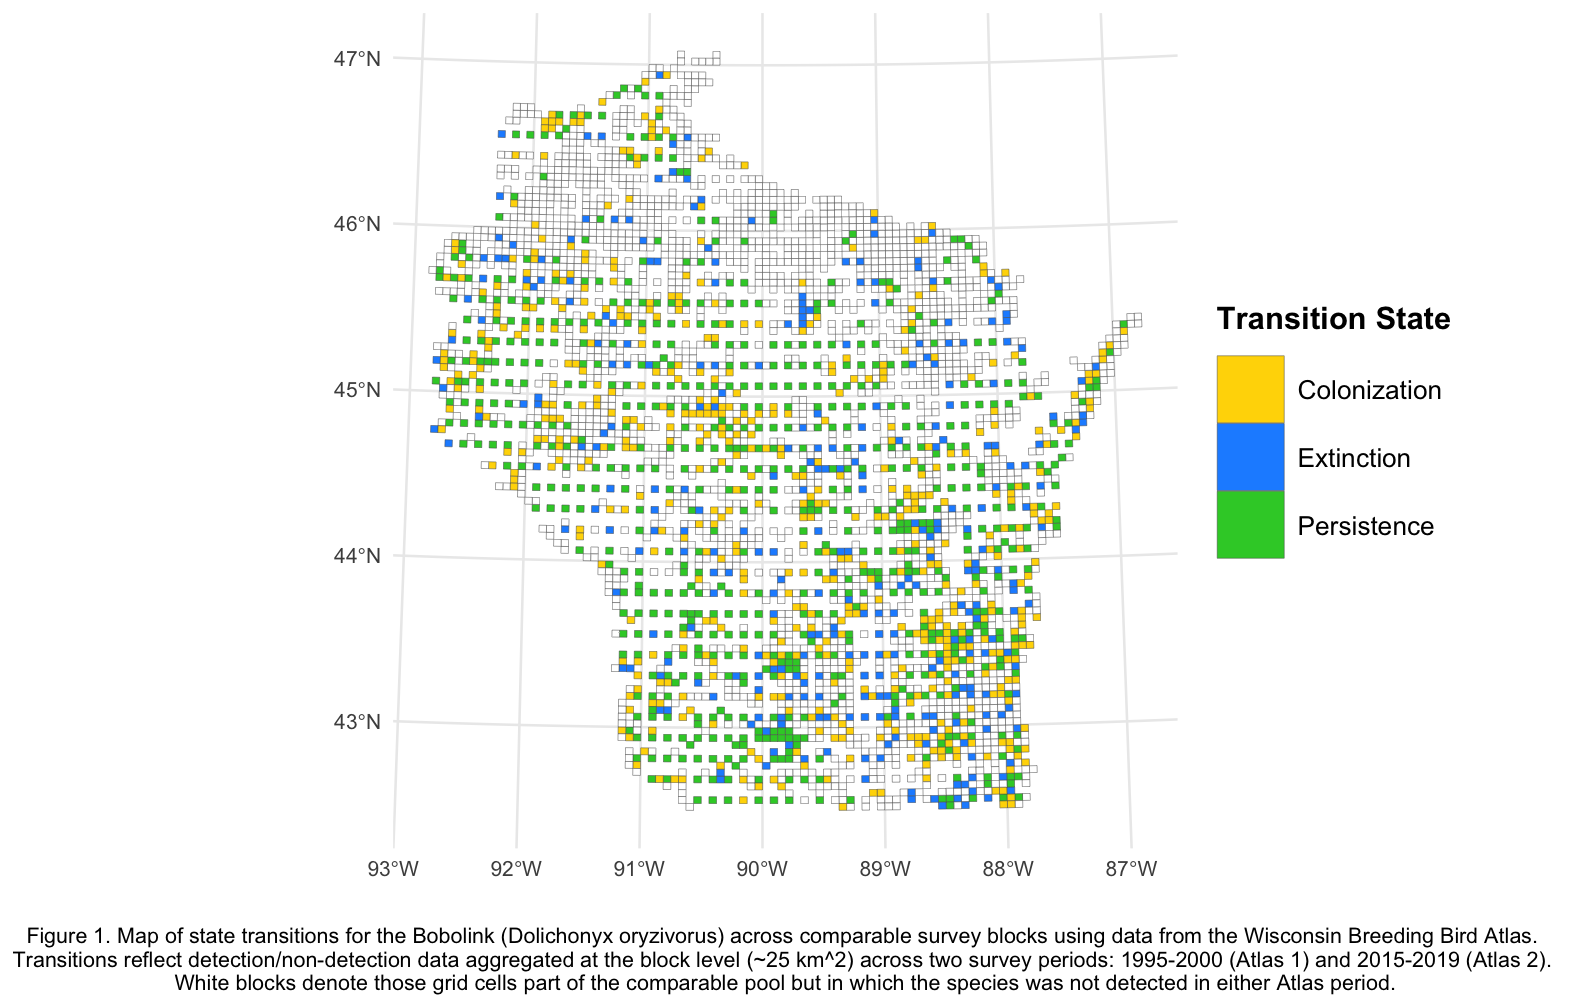 47°N
46°N
45°N
44°N
43°N
93°W 92°W 91°W 90°W 89°W 88°W 87°W
Transition State
Colonization
Extinction
Persistence
Figure 1. Map of state transitions for the Bobolink (Dolichonyx oryzivorus) across comparable survey blocks using data from the Wisconsin Breeding Bird Atlas.
Transitions reflect detection/non-detection data aggregated at the block level (~25 km^2) across two survey periods: 1995-2000 (Atlas 1) and 2015-2019 (Atlas 2).
White blocks denote those grid cells part of the comparable pool but in which the species was not detected in either Atlas period.